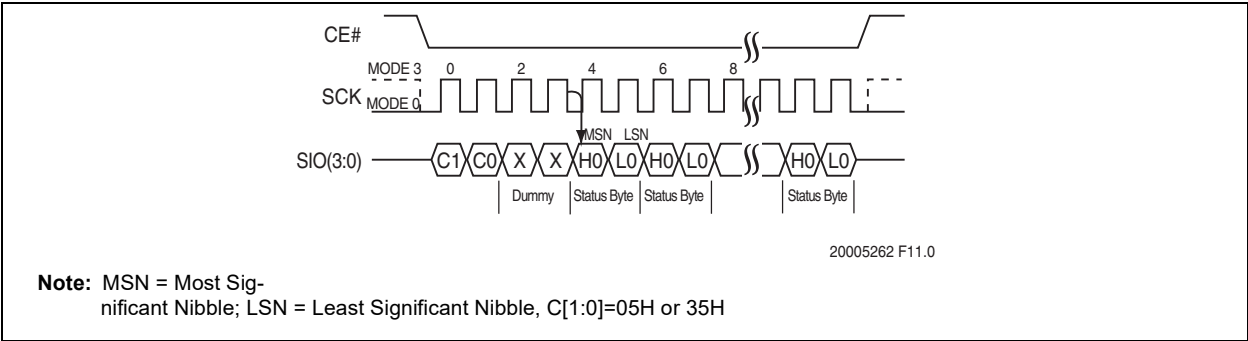 CE#
MODE 3 0 2 4 6 8
SCK
MODE 0
MSN LSN
SIO(3:0) C1 C0 X X H0 L0 H0 L0 H0 L0
Dummy Status Byte Status Byte Status Byte
20005262 F11.0
Note: MSN = Most Sig-
nificant Nibble; LSN = Least Significant Nibble, C[1:0]=05H or 35H